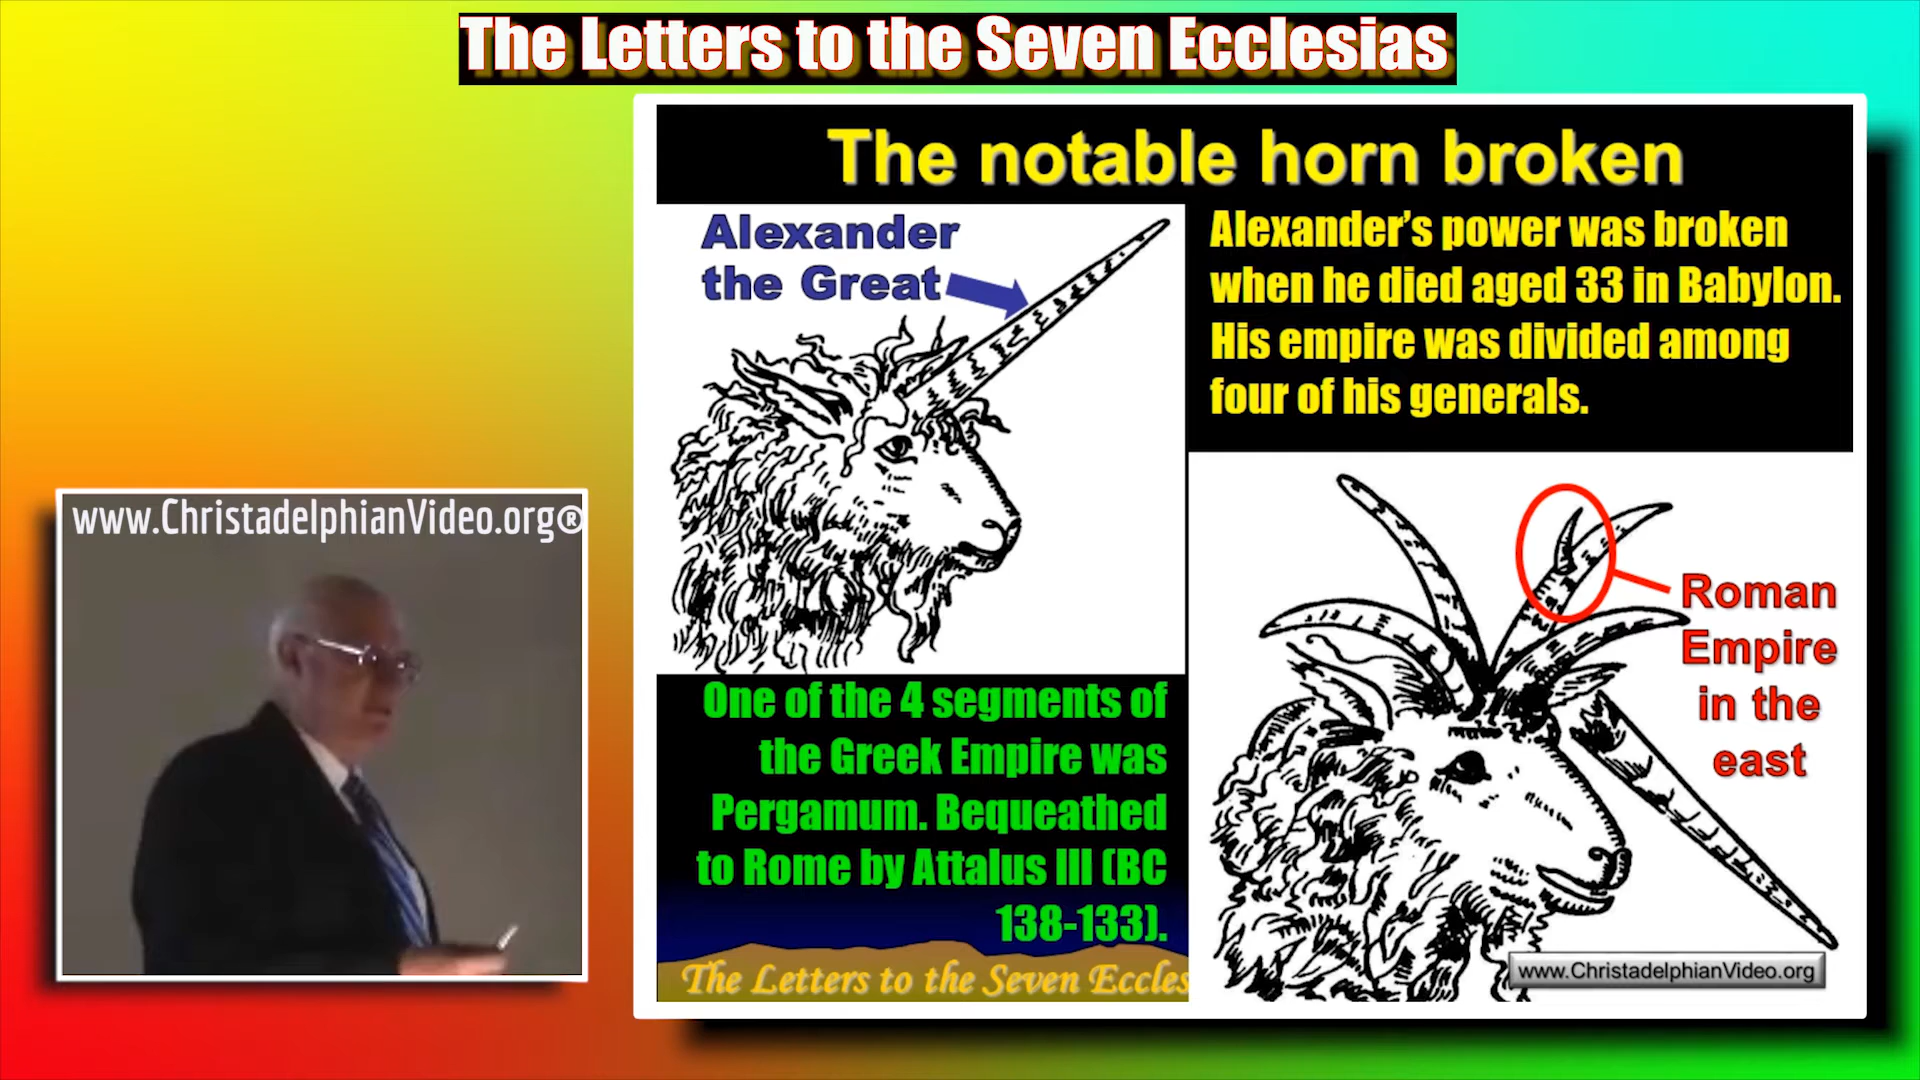 The Letters to the Seven Ecclesias
www.ChristadelphianVideo.org®
The notable horn broken
Alexander
the Great
Alexander’s power was broken
when he died aged 33 in Babylon.
His empire was divided among
four of his generals.
One of the 4 segments of
the Greek Empire was
Pergamum. Bequeathed
to Rome by Attalus III (BC
138-133).
Roman
Empire
in the
east
The Letters to the Seven Eccles
www.ChristadelphianVideo.org